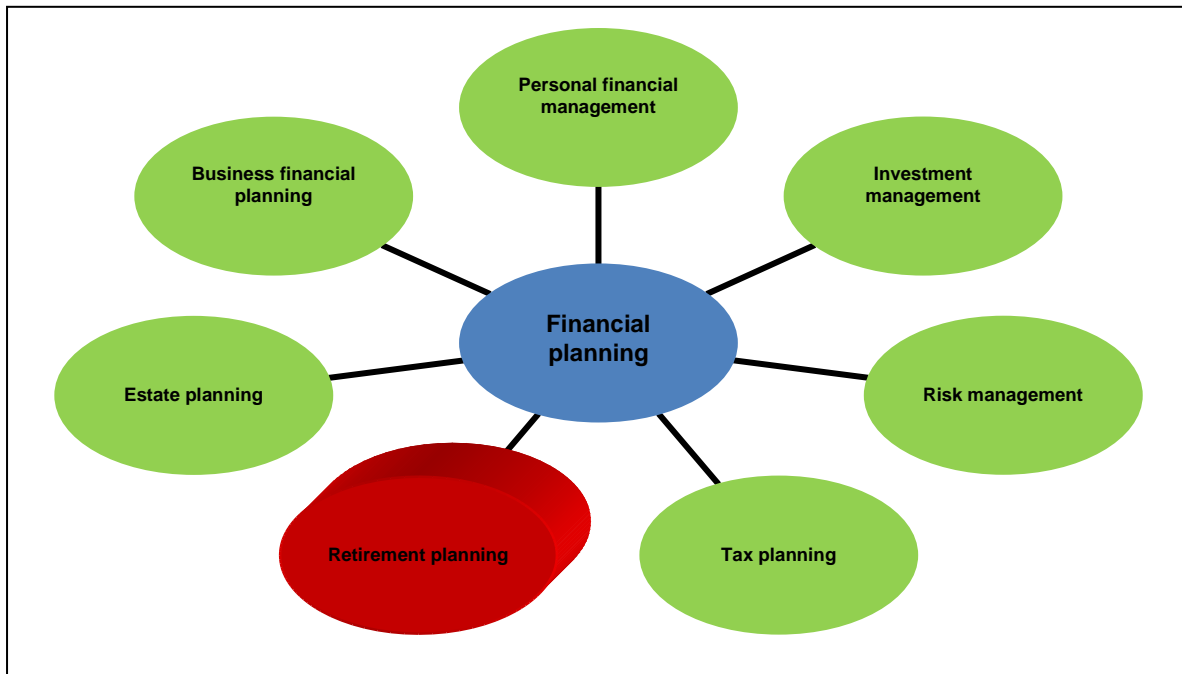 Personal financial
management
Business financial
planning
Investment
management
Financial
planning
Estate planning
Risk management
Retirement planning
Tax planning